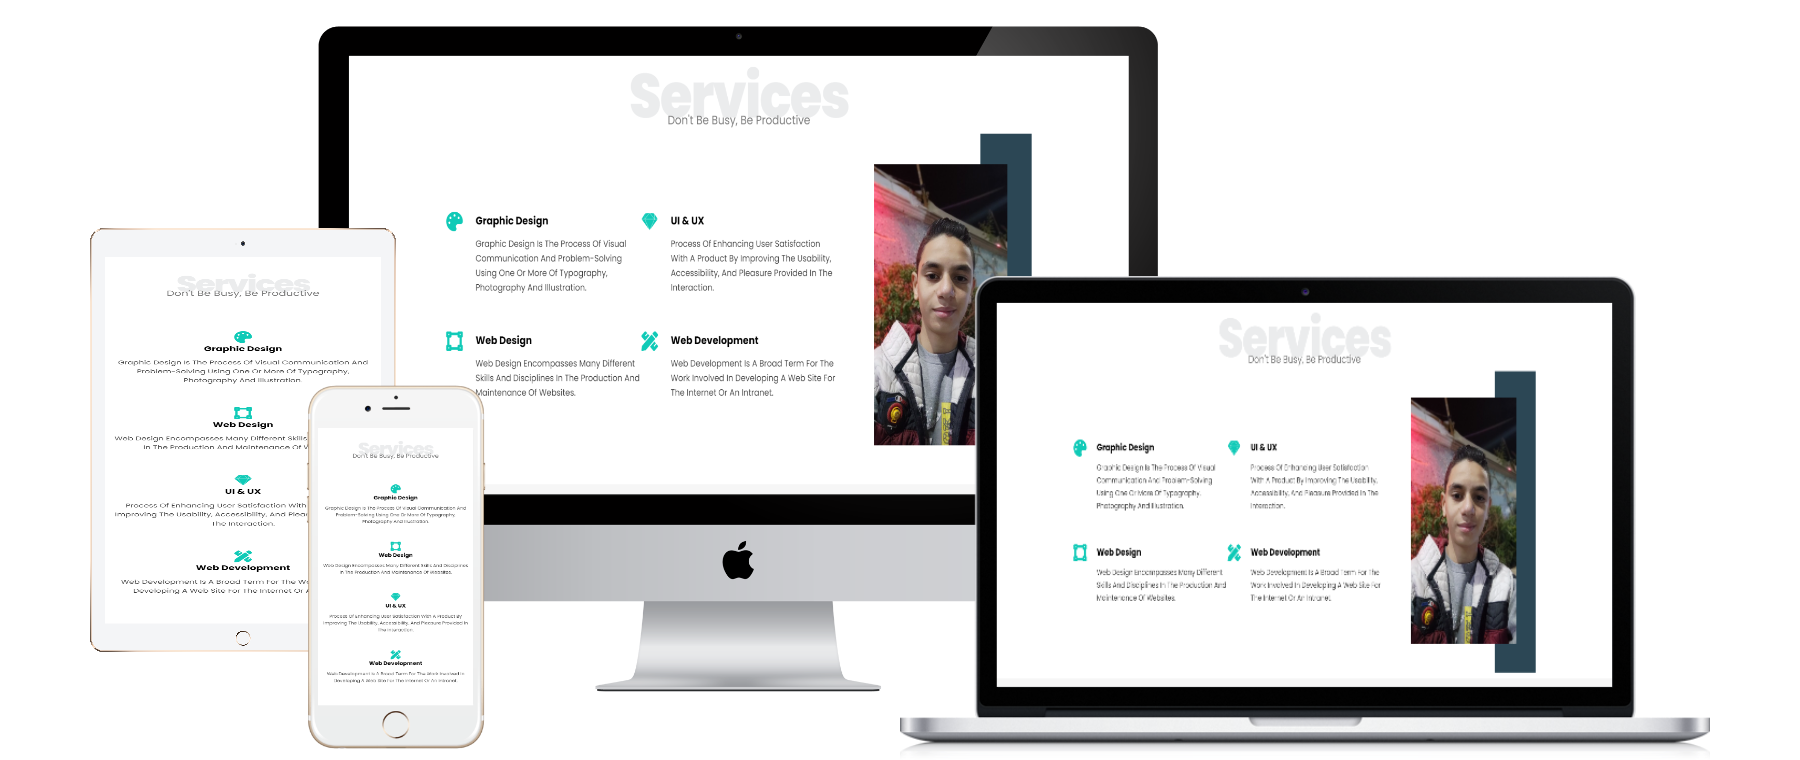 Services
Don't Be Busy, Be Productive
Graphic Design
Graphic Design Is The Process Of Visual
Communication And Problem-Solving
Using One Or More Of Typography,
Photography And Illustration.
UI & UX
Process Of Enhancing User Satisfaction
With A Product By Improving The Usability,
Accessibility, And Pleasure Provided In The
Interaction.
Web Design
Web Design Encompasses Many Different
Skills And Disciplines In The Production And
Maintenance Of Websites.
Web Development
Web Development Is A Broad Term For The
Work Involved In Developing A Web Site For
The Internet Or An Intranet.
Services
Don't Be Busy, Be Productive
Graphic Design
Graphic Design Is The Process Of Visual Communication And
Problem-Solving Using One Or More Of Typography,
Photography And Illustration.
Web Design
Web Design Encompasses Many Different Skills
In The Production And Maintenance Of W
UI & UX
Process Of Enhancing User Satisfaction With
Improving The Usability, Accessibility, And Pleas
The Interaction.
Web Development
Web Development Is A Broad Term For The Wo
Developing A Web Site For The Internet Or A
Services
Don't Be Busy, Be Productive
Graphic Design
Graphic Design Is The Process Of Visual Communication And
Problem-Solving Using One Or More Of Typography,
Photography And Illustration.
Web Design
Web Design Encompasses Many Different Skills And Disciplines
In The Production And Maintenance Of Websites.
UI & UX
Process Of Enhancing User Satisfaction With A Product By
Improving The Usability, Accessibility, And Pleasure Provided In
The Interaction.
Web Development
Web Development Is A Broad Term For The Work Involved In
Developing A Web Site For The Internet Or An Intranet.
Services
Don't Be Busy, Be Productive
Graphic Design
Graphic Design Is The Process Of Visual
Communication And Problem-Solving
Using One Or More Of Typography,
Photography And Illustration.
UI & UX
Process Of Enhancing User Satisfaction
With A Product By Improving The Usability,
Accessibility, And Pleasure Provided In The
Interaction.
Web Design
Web Design Encompasses Many Different
Skills And Disciplines In The Production And
Maintenance Of Websites.
Web Development
Web Development Is A Broad Term For The
Work Involved In Developing A Web Site For
The Internet Or An Intranet.